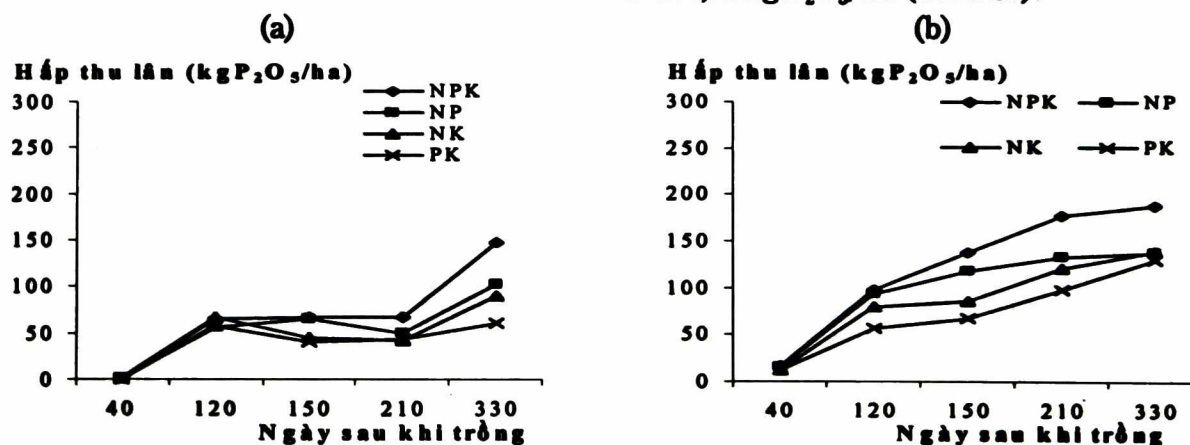 (a)
Hấp thu lân (kgP₂O₅/ha)
NPK
NP
NK
PK
300
250
200
150
100
50
0
40 120 150 210 330
Ngày sau khi trồng
(b)
Hấp thu lân (kgP₂O₅/ha)
NPK NP
NK PK
300
250
200
150
100
50
0
40 120 150 210 330
Ngày sau khi trồng